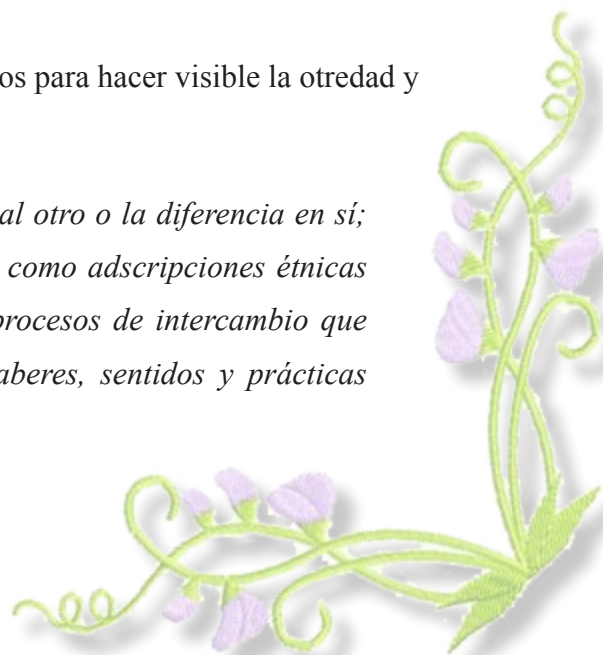 os para hacer visible la otredad y
al otro o la diferencia en sí;
como adscripciones étnicas
procesos de intercambio que
aberes, sentidos y prácticas